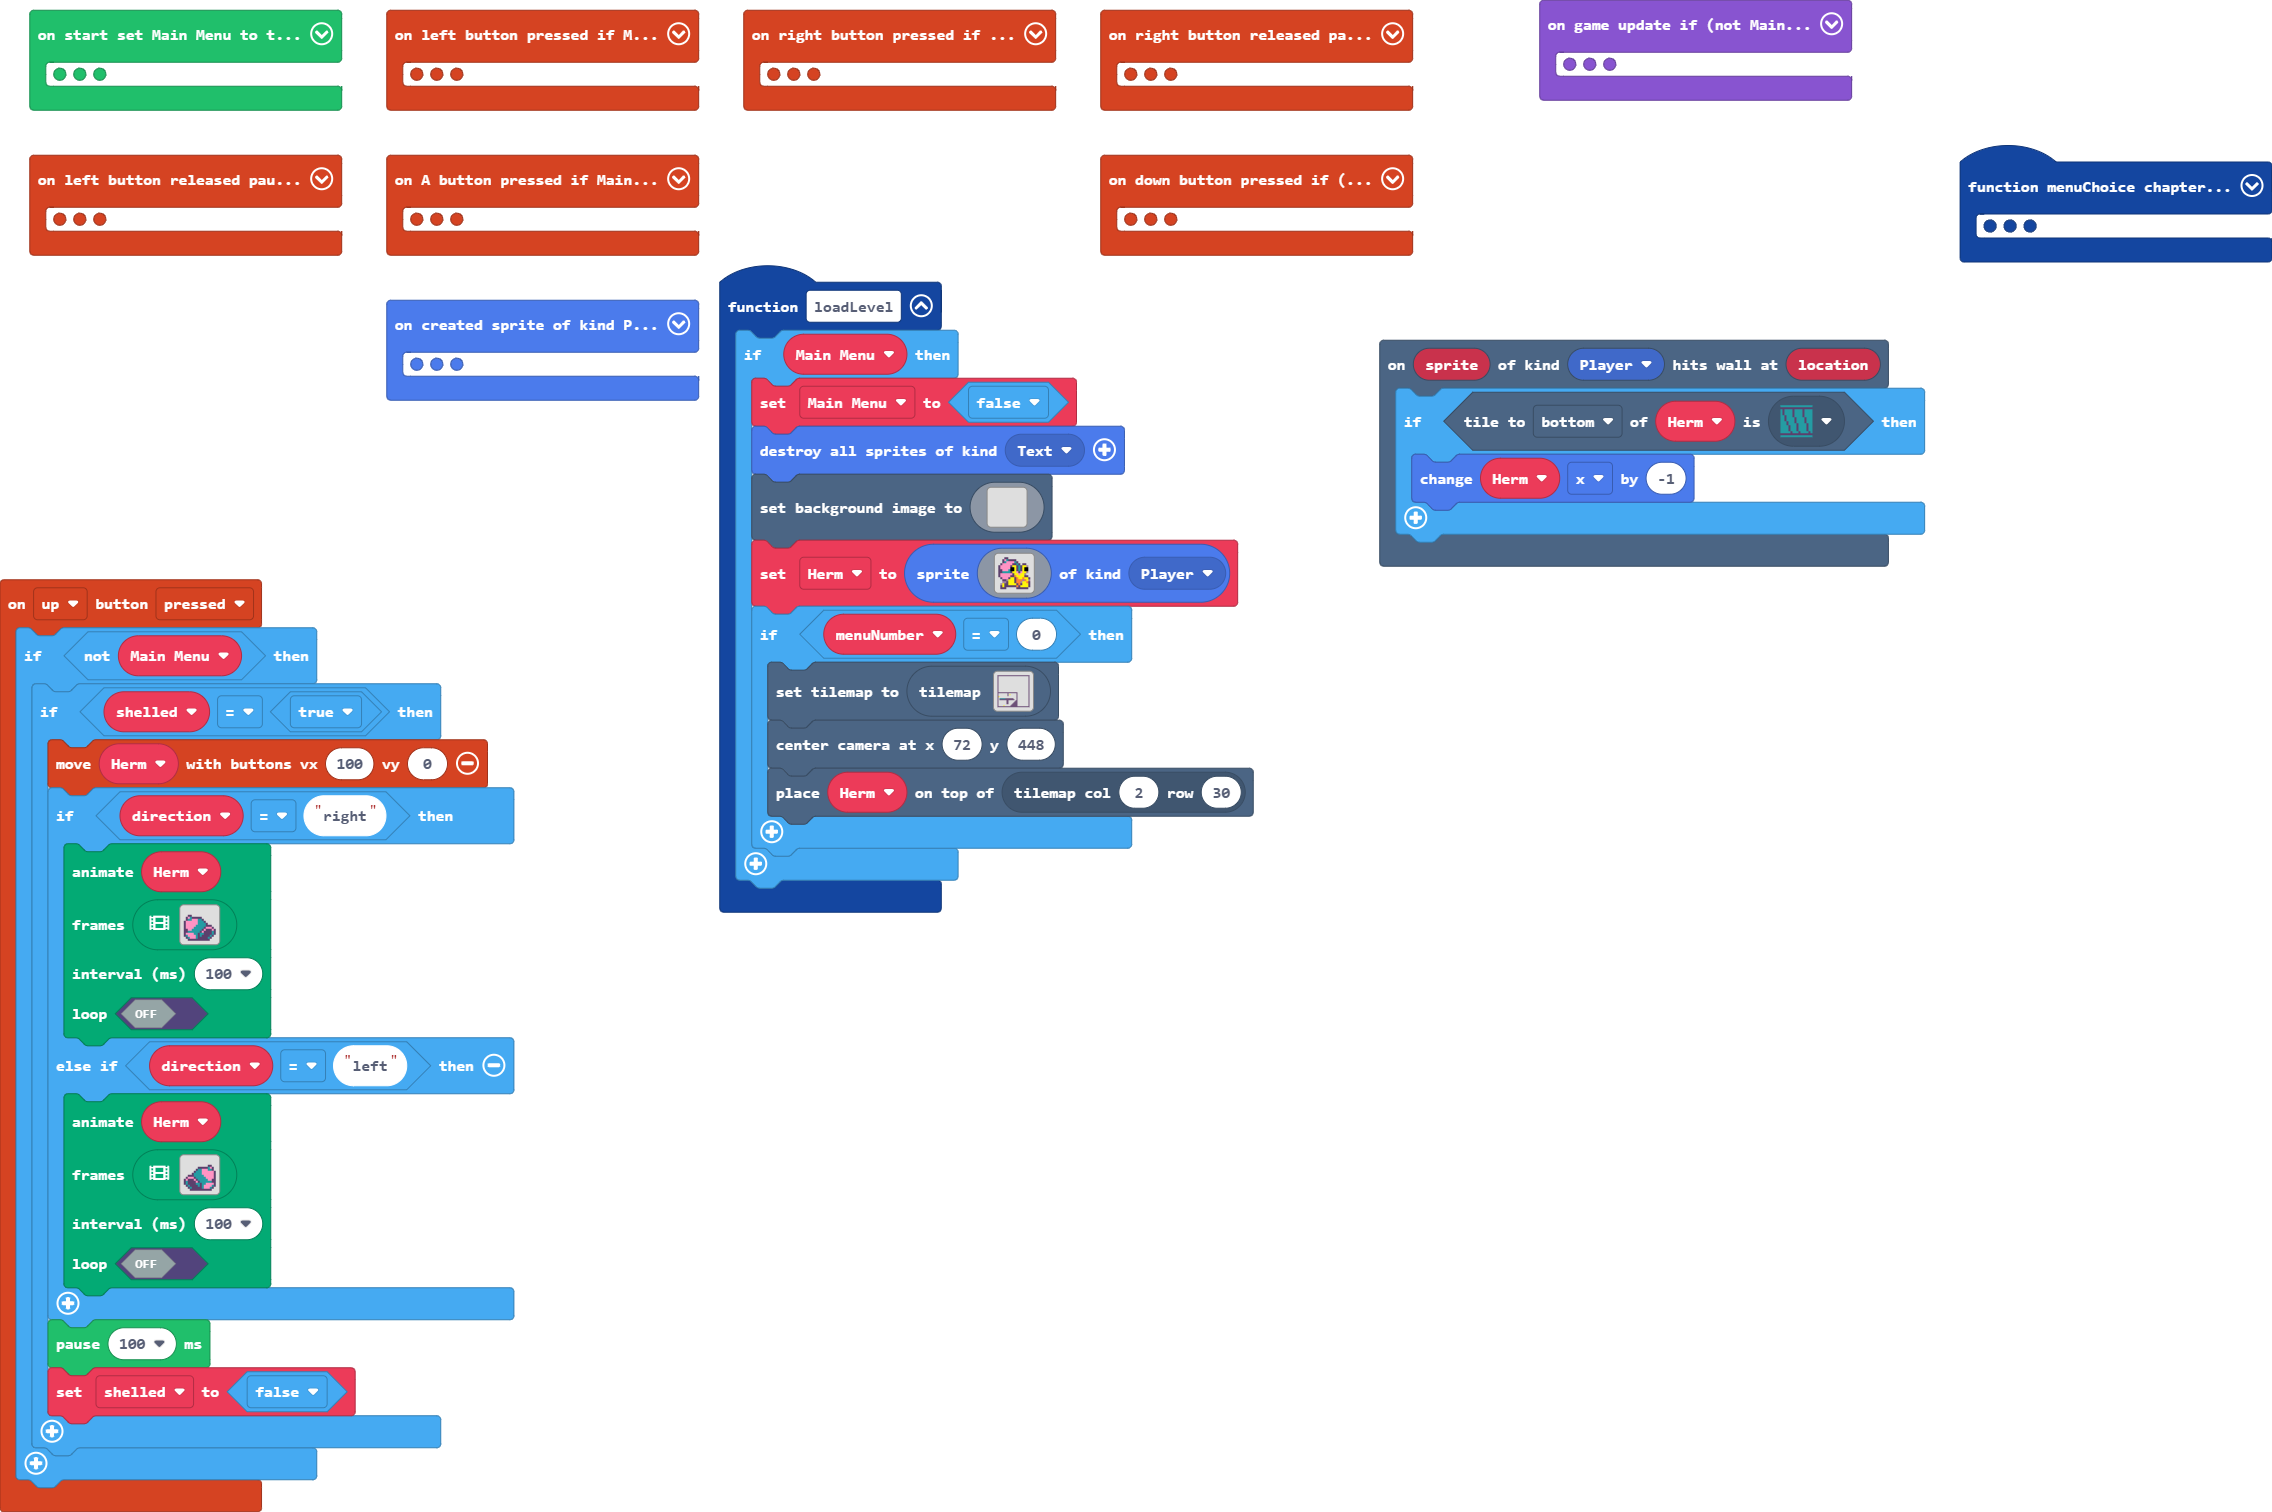 on start set Main Menu to t...
on left button pressed if M...
on right button pressed if ...
on right button released pa...
on game update if (not Main...
on left button released pau...
on A button pressed if Main...
on down button pressed if (...
function menuChoice chapter...
on created sprite of kind P...
function loadLevel
if Main Menu then
set Main Menu to false
destroy all sprites of kind Text
set background image to
set Herm to sprite of kind Player
if menuNumber = 0 then
set tilemap to tilemap
center camera at x 72 y 448
place Herm on top of tilemap col 2 row 30
on sprite of kind Player hits wall at location
if tile to bottom of Herm is then
change Herm x by -1
on up button pressed
if not Main Menu then
if shelled = true then
move Herm with buttons vx 100 vy 0
if direction = "right" then
animate Herm
frames
interval (ms) 100
loop OFF
else if direction = "left" then
animate Herm
frames
interval (ms) 100
loop OFF
pause 100 ms
set shelled to false